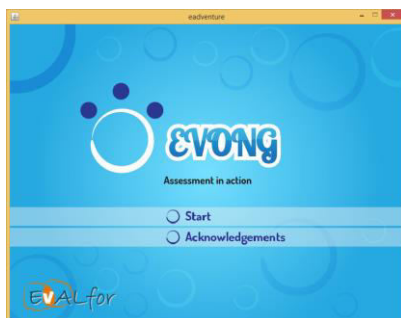 eadventure
EVONG
Assessment in action
Start
Acknowledgements
EvALfor